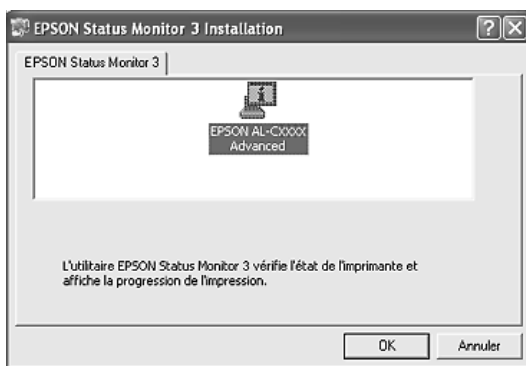 EPSON Status Monitor 3 Installation
EPSON Status Monitor 3
EPSON AL-CXXXX
Advanced
L'utilitaire EPSON Status Monitor 3 vérifie l'état de l'imprimante et
affiche la progression de l'impression.
OK
Annuler